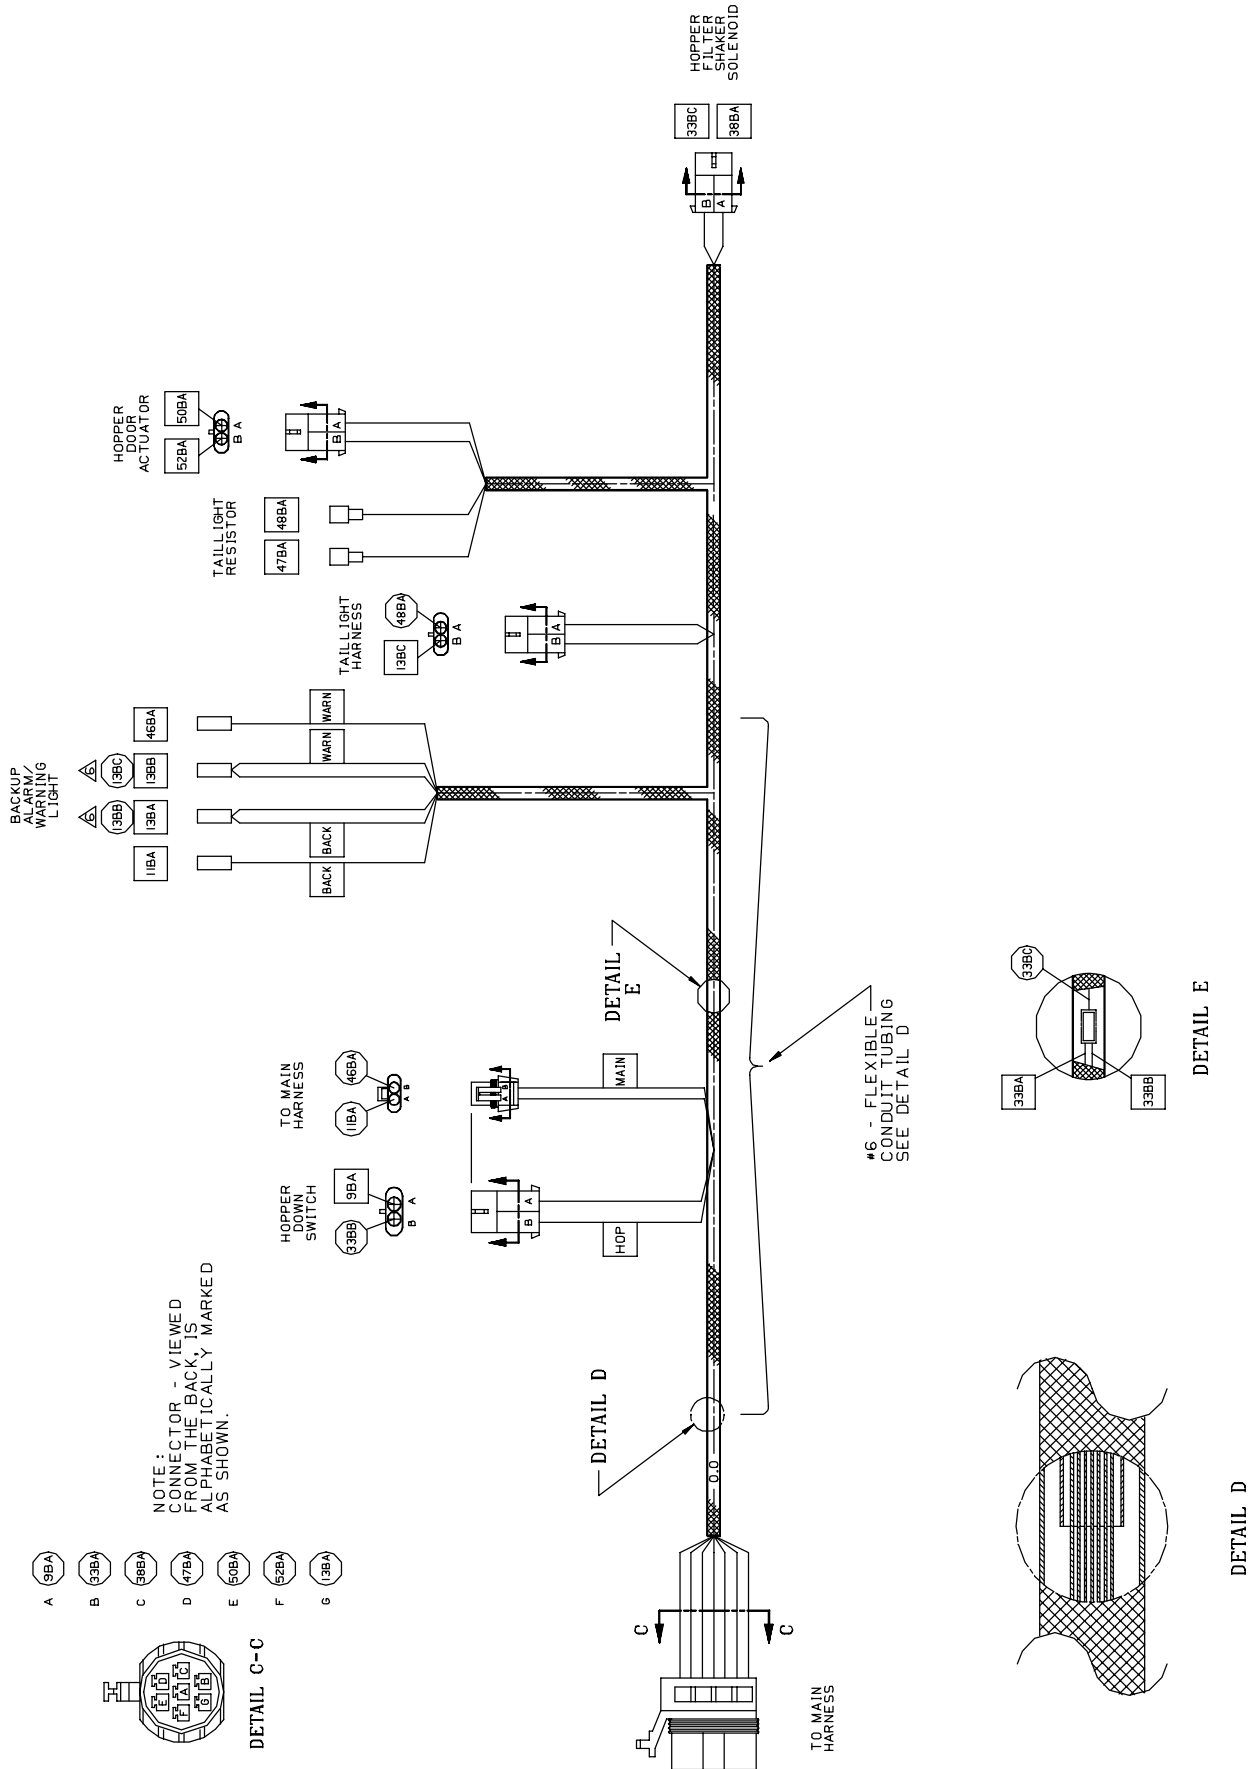 HOPPER
FILTER
SHAKER
SOLENOID
33BC
38BA
B
A
HOPPER
DOOR
ACTUATOR
52BA
50BA
B A
B
A
TAILLIGHT
RESISTOR
47BA
48BA
TAILLIGHT
HARNESS
13BC
48BA
B A
B
A
BACKUP
ALARM/
WARNING
LIGHT
6
6
13BB
13BC
11BA
13BA
13BB
46BA
BACK
BACK
WARN
WARN
DETAIL
E
TO MAIN
HARNESS
11BA
46BA
A B
A
B
MAIN
HOPPER
DOWN
SWITCH
33BB
9BA
B A
B
A
HOP
#6 - FLEXIBLE
CONDUIT TUBING
SEE DETAIL D
33BC
33BA
33BB
DETAIL E
NOTE:
CONNECTOR - VIEWED
FROM THE BACK, IS
ALPHABETICALLY MARKED
AS SHOWN.
A 9BA
B 33BA
C 38BA
D 47BA
E 50BA
F 52BA
G 13BA
E D
F A C
G B
DETAIL C-C
DETAIL D
0.0
C
C
TO MAIN
HARNESS
DETAIL D